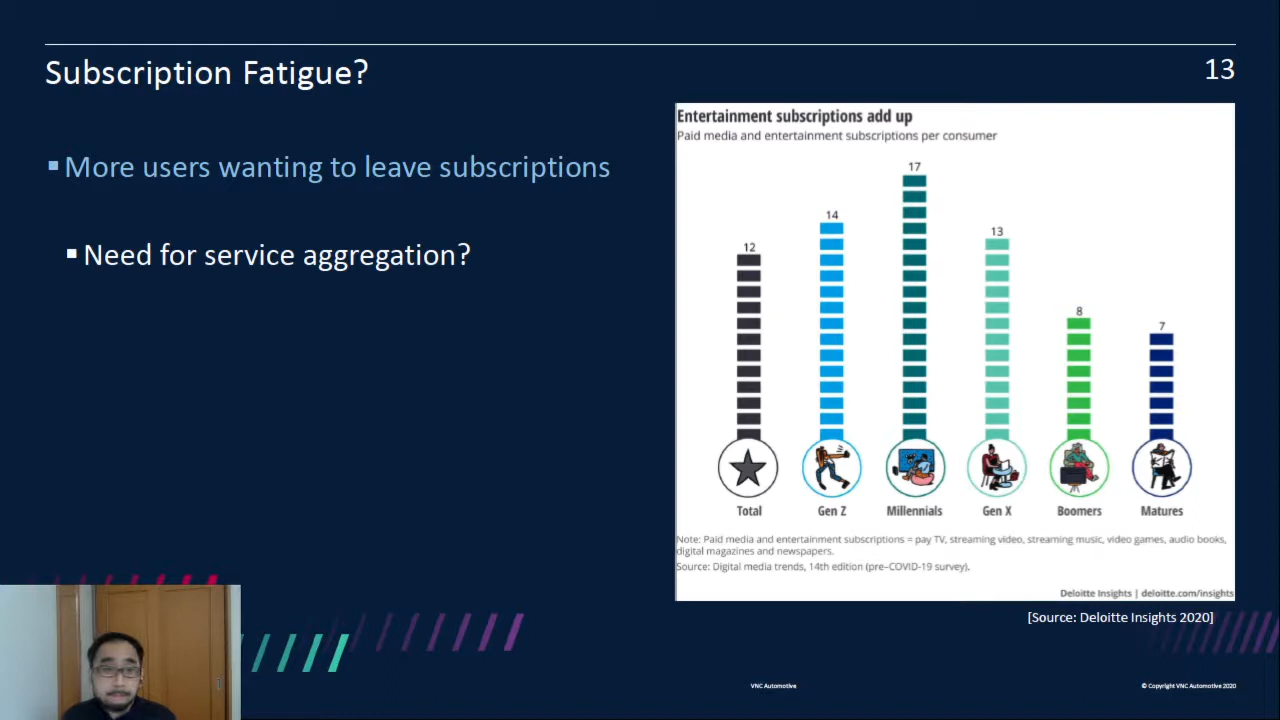 Subscription Fatigue?
13
▪More users wanting to leave subscriptions
▪Need for service aggregation?
Entertainment subscriptions add up
Paid media and entertainment subscriptions per consumer
12
14
17
13
8
7
Total
Gen Z
Millennials
Gen X
Boomers
Matures
Note: Paid media and entertainment subscriptions = pay TV, streaming video, streaming music, video games, audio books,
digital magazines and newspapers.
Source: Digital media trends, 14th edition (pre–COVID-19 survey).
Deloitte Insights | deloitte.com/insights
[Source: Deloitte Insights 2020]
VNC Automotive
© Copyright VNC Automotive 2020